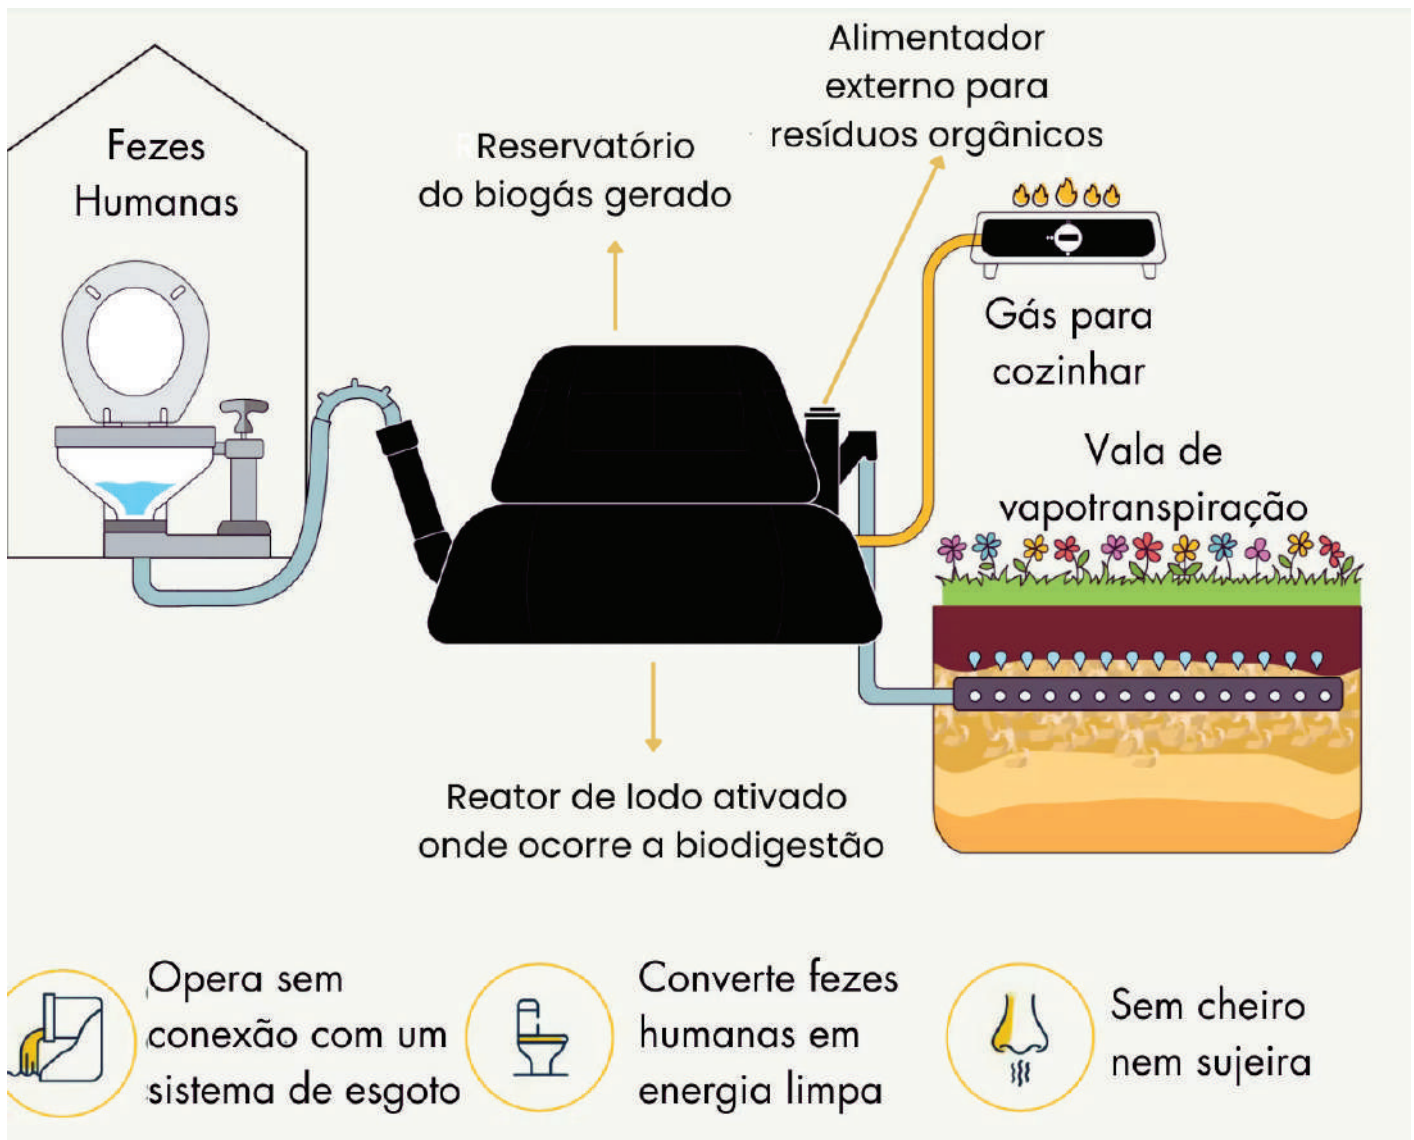 Alimentador
externo para
resíduos orgânicos
Fezes
Humanas
Reservatório
do biogás gerado
Gás para
cozinhar
Vala de
vapotranspiração
Reator de lodo ativado
onde ocorre a biodigestão
Opera sem
conexão com um
sistema de esgoto
Converte fezes
humanas em
energia limpa
Sem cheiro
nem sujeira